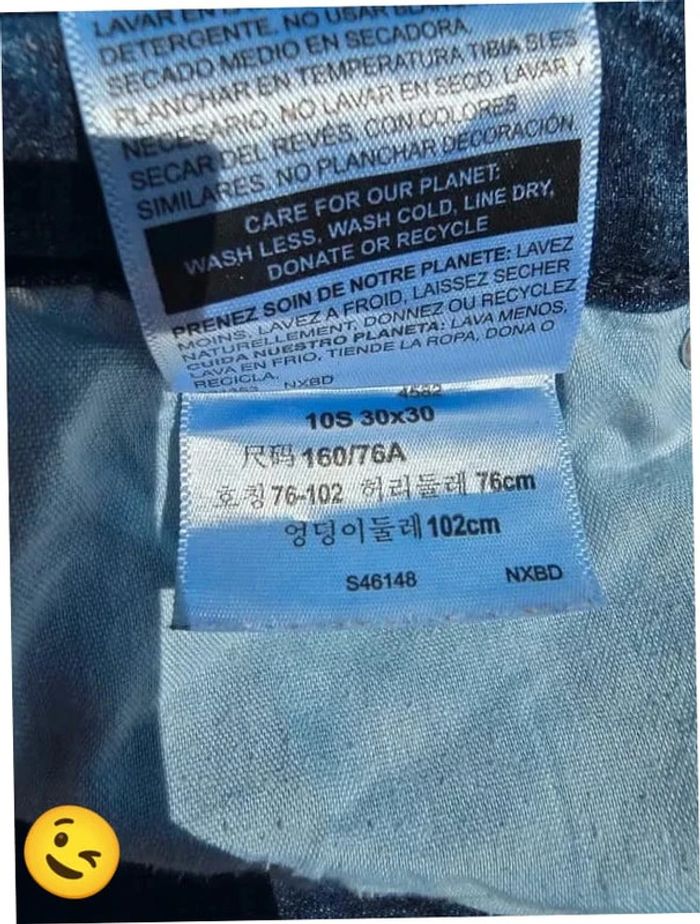 LAVAR EN
DETERGENTE. NO USAR
SECADO MEDIO EN SECADORA
PLANCHAR EN TEMPERATURA TIBIA SI ES
NECESARIO. NO LAVAR EN SECO. LAVAR Y
SECAR DEL REVÉS, CON COLORES
SIMILARES. NO PLANCHAR DECORACIÓN
CARE FOR OUR PLANET:
WASH LESS, WASH COLD, LINE DRY,
DONATE OR RECYCLE
PRENEZ SOIN DE NOTRE PLANETE: LAVEZ
MOINS, LAVEZ A FROID, LAISSEZ SECHER
NATURELLEMENT, DONNEZ OU RECYCLEZ
CUIDA NUESTRO PLANETA: LAVA MENOS,
LAVA EN FRIO, TIENDE LA ROPA, DONA O
RECICLA.
NXBD 4582
10S 30x30
尺码 160/76A
호칭 76-102 허리둘레 76cm
엉덩이둘레 102cm
S46148 NXBD